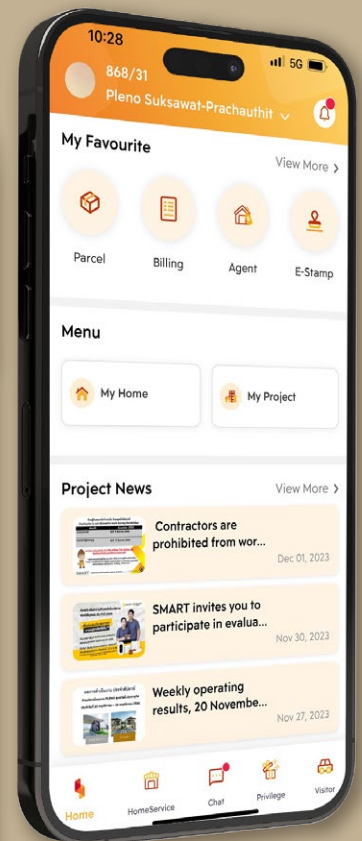 10:28
5G
868/31
Pleno Suksawat-Prachauthit
My Favourite
View More >
Parcel
Billing
Agent
E-Stamp
Menu
My Home
My Project
Project News
View More >
Contractors are
prohibited from wor...
Dec 01, 2023
SMART invites you to
participate in evalua...
Nov 30, 2023
Weekly operating
results, 20 Novembe...
Nov 27, 2023
Home
HomeService
Chat
Privilege
Visitor